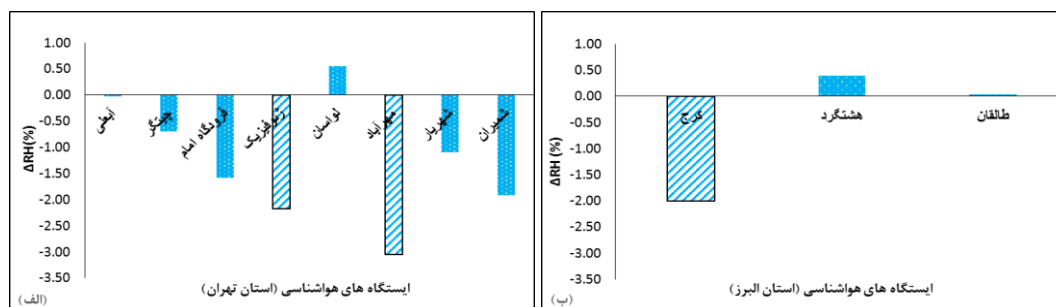 1.00
0.50
0.00
-0.50
-1.00
-1.50
-2.00
-2.50
-3.00
-3.50
ΔRH(%)
آبعلی
چیتگر
فرودگاه امام
ژئوفیزیک
لواسان
مهرآباد
شهریار
شمیران
ایستگاه های هواشناسی (استان تهران)
(الف)
1.00
0.50
0.00
-0.50
-1.00
-1.50
-2.00
-2.50
-3.00
-3.50
ΔRH (%)
کرج
هشتگرد
طالقان
ایستگاه های هواشناسی (استان البرز)
(ب)